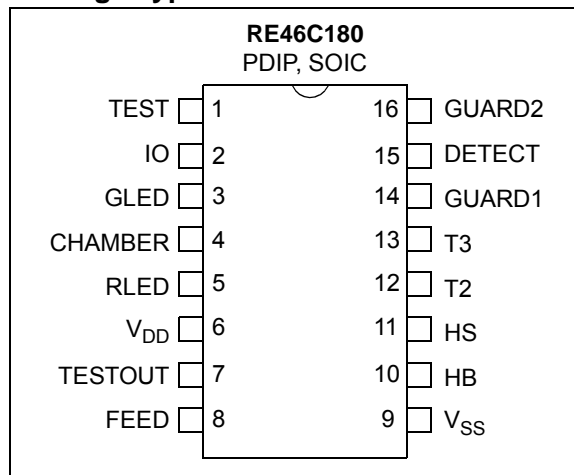 RE46C180
PDIP, SOIC
TEST 1 16 GUARD2
IO 2 15 DETECT
GLED 3 14 GUARD1
CHAMBER 4 13 T3
RLED 5 12 T2
VDD 6 11 HS
TESTOUT 7 10 HB
FEED 8 9 VSS